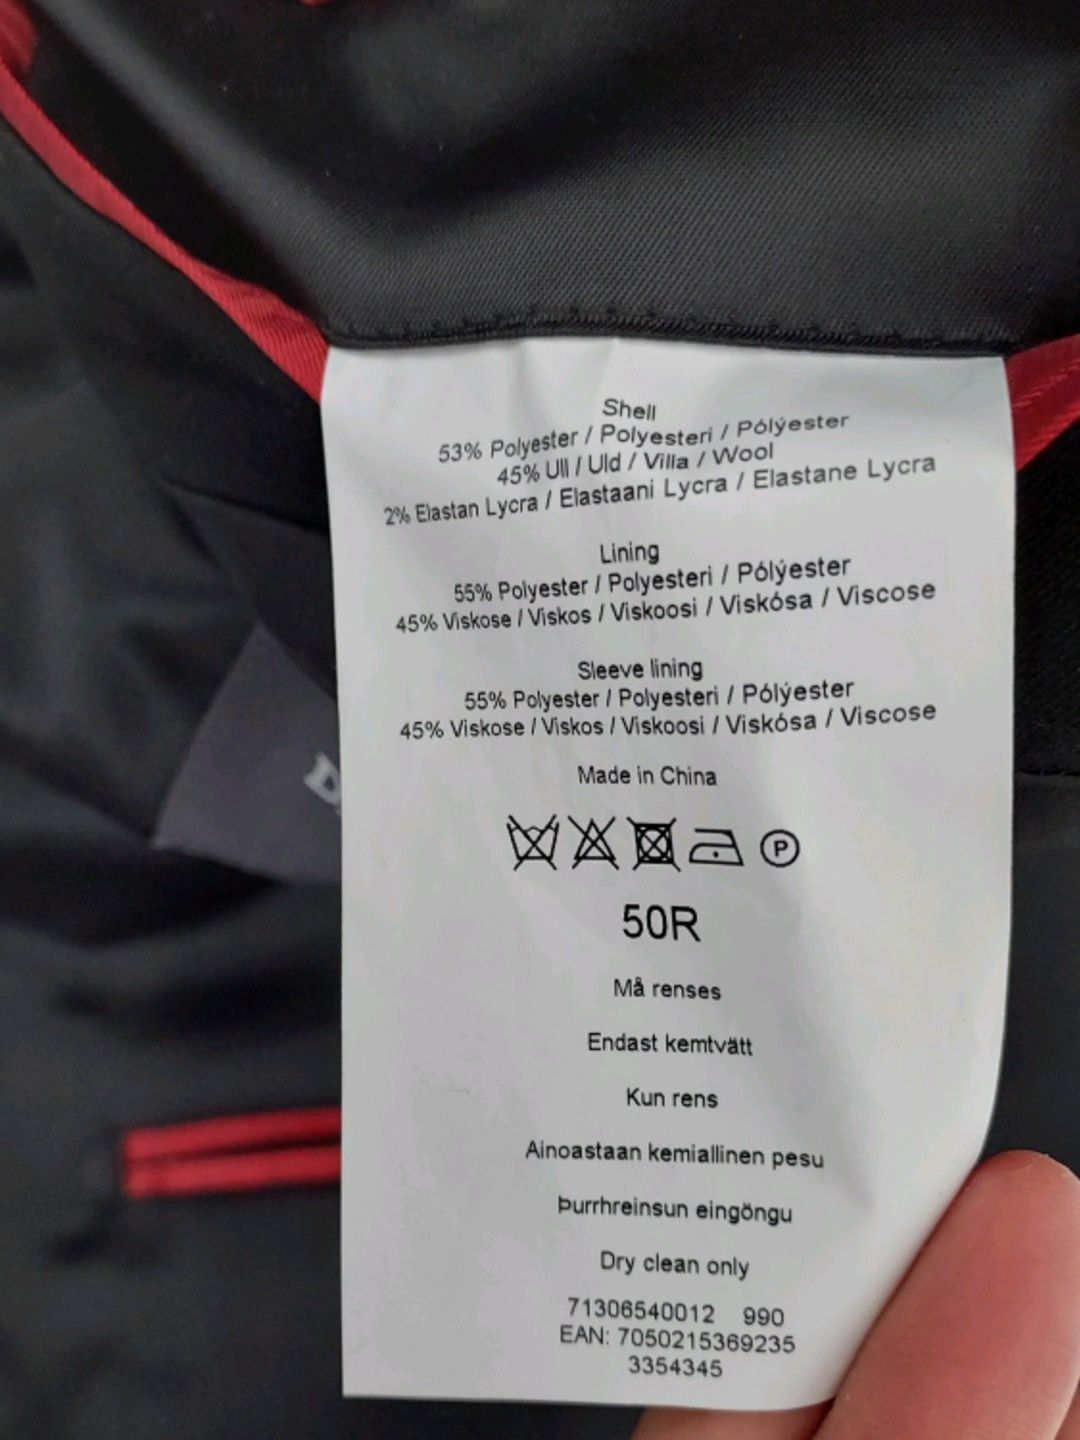 Shell
53% Polyester / Polyesteri / Pólýester
45% Ull / Uld / Villa / Wool
2% Elastan Lycra / Elastaani Lycra / Elastane Lycra
Lining
55% Polyester / Polyesteri / Pólýester
45% Viskose / Viskos / Viskoosi / Viskósa / Viscose
Sleeve lining
55% Polyester / Polyesteri / Pólýester
45% Viskose / Viskos / Viskoosi / Viskósa / Viscose
Made in China
P
50R
Må renses
Endast kemtvätt
Kun rens
Ainoastaan kemiallinen pesu
Þurrhreinsun eingöngu
Dry clean only
71306540012 990
EAN: 7050215369235
3354345